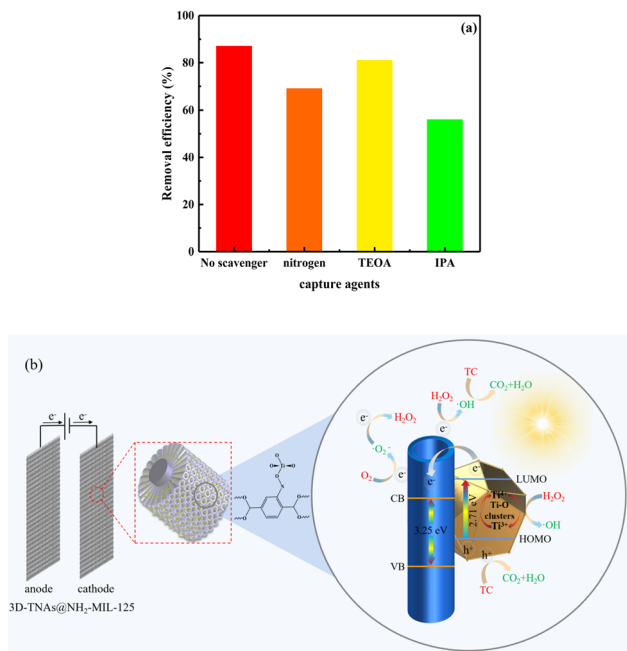 (a)
Removal efficiency (%)
100
80
60
40
20
0
No scavenger nitrogen TEOA IPA
capture agents
(b)
e⁻ e⁻
anode cathode
3D-TNAs@NH₂-MIL-125
O
Ti
O O
O
O O
O O
TC
CO₂+H₂O
H₂O₂
·OH
e⁻
e⁻
H₂O₂
·O₂⁻
O₂
e⁻
e⁻
e⁻
LUMO
CB
2.71 eV
Ti-O
clusters
Ti³⁺
H₂O₂
·OH
3.25 eV
HOMO
h⁺
h⁺
VB
CO₂+H₂O
TC